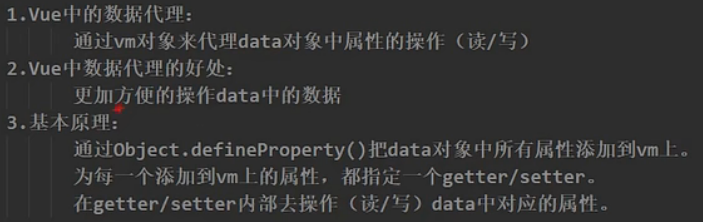 1.Vue中的数据代理：
通过vm对象来代理data对象中属性的操作（读/写）
2.Vue中数据代理的好处：
更加方便的操作data中的数据
3.基本原理：
通过Object.defineProperty()把data对象中所有属性添加到vm上。
为每一个添加到vm上的属性，都指定一个getter/setter。
在getter/setter内部去操作（读/写）data中对应的属性。